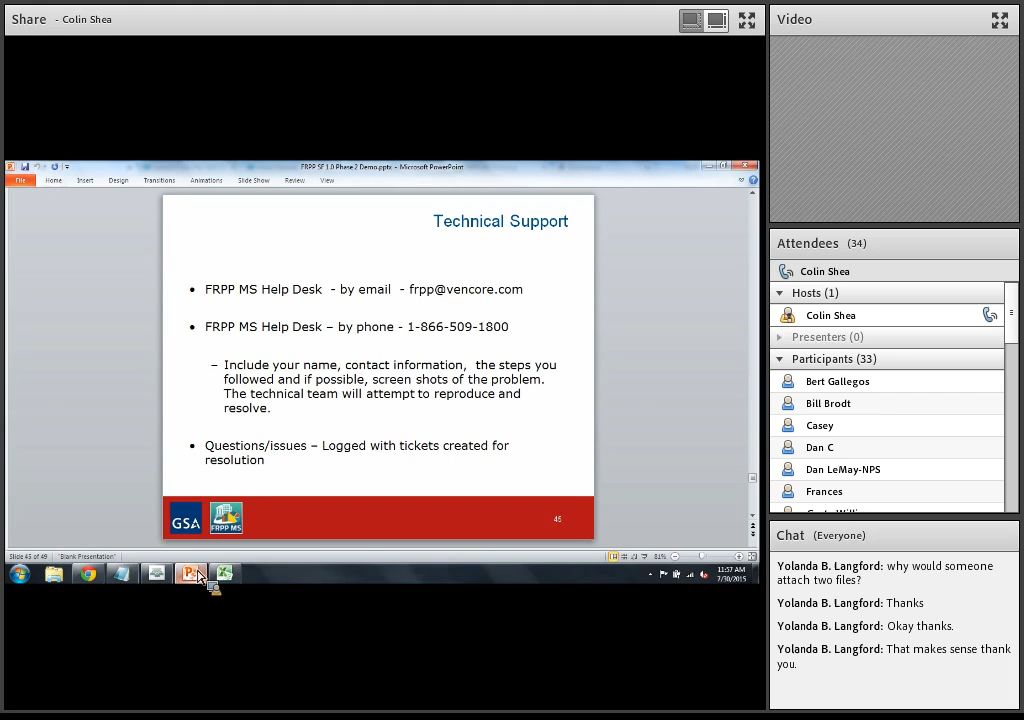 Share - Colin Shea
FRPP SF 1.0 Phase 2 Demo.pptx - Microsoft PowerPoint
File Home Insert Design Transitions Animations Slide Show Review View
Technical Support
• FRPP MS Help Desk - by email - frpp@vencore.com
• FRPP MS Help Desk – by phone - 1-866-509-1800
– Include your name, contact information, the steps you
followed and if possible, screen shots of the problem.
The technical team will attempt to reproduce and
resolve.
• Questions/issues – Logged with tickets created for
resolution
GSA
FRPP MS
45
Slide 45 of 49 "Blank Presentation" 81%
11:57 AM
7/30/2015
Video
Attendees (34)
Colin Shea
Hosts (1)
Colin Shea
Presenters (0)
Participants (33)
Bert Gallegos
Bill Brodt
Casey
Dan C
Dan LeMay-NPS
Frances
Chat (Everyone)
Yolanda B. Langford: why would someone
attach two files?
Yolanda B. Langford: Thanks
Yolanda B. Langford: Okay thanks.
Yolanda B. Langford: That makes sense thank
you.